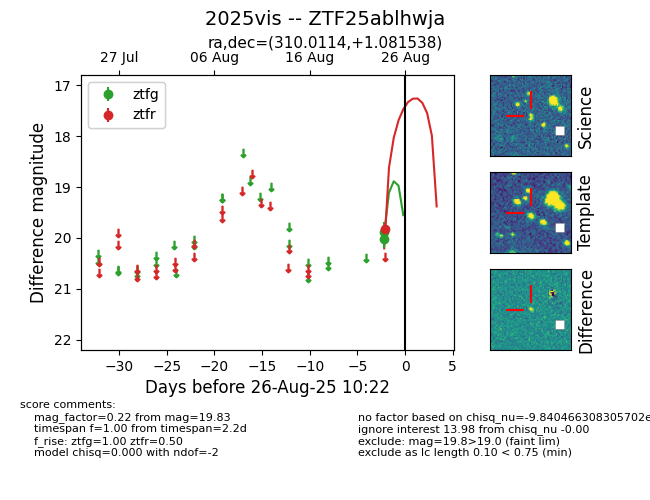 2025vis -- ZTF25ablhwja
ra,dec=(310.0114,+1.081538)
27 Jul 06 Aug 16 Aug 26 Aug
ztfg
ztfr
17
18
19
20
21
22
Difference magnitude
−30 −25 −20 −15 −10 −5 0 5
Days before 26-Aug-25 10:22
Science
Template
Difference
score comments:
mag_factor=0.22 from mag=19.83
timespan f=1.00 from timespan=2.2d
f_rise: ztfg=1.00 ztfr=0.50
model chisq=0.000 with ndof=-2
no factor based on chisq_nu=-9.840466308305702e
ignore interest 13.98 from chisq_nu -0.00
exclude: mag=19.8>19.0 (faint lim)
exclude as lc length 0.10 < 0.75 (min)